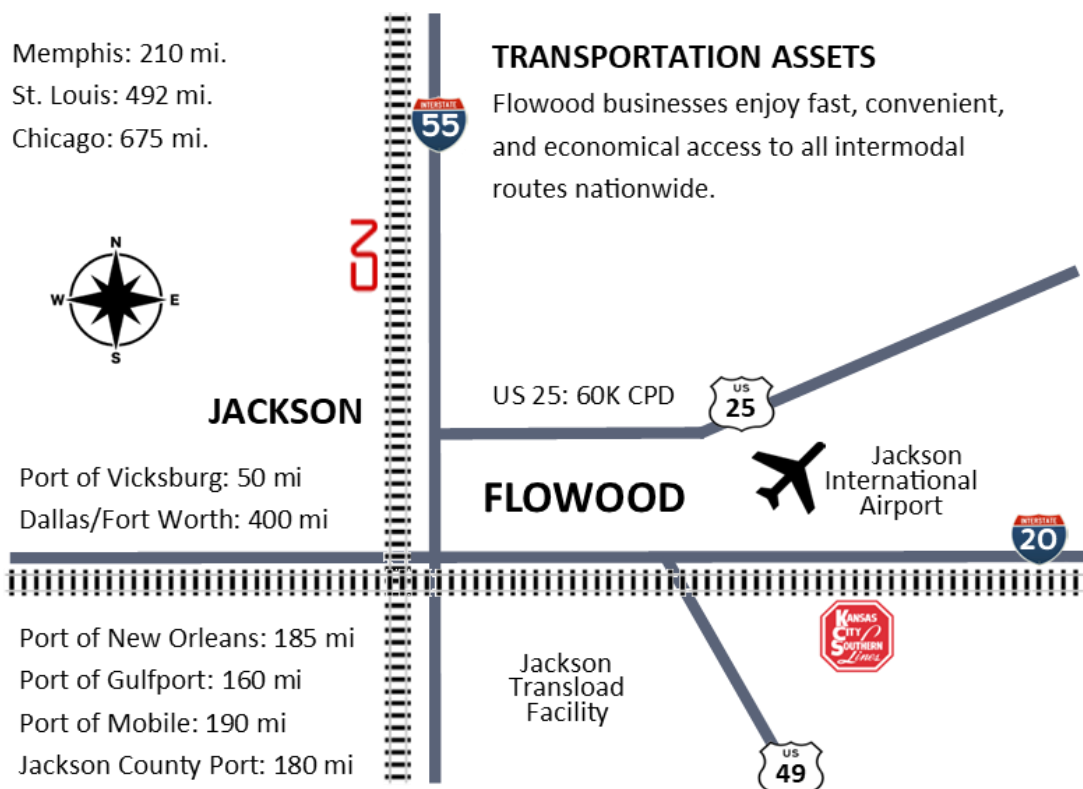 Memphis: 210 mi.
St. Louis: 492 mi.
Chicago: 675 mi.
INTERSTATE
55
TRANSPORTATION ASSETS
Flowood businesses enjoy fast, convenient,
and economical access to all intermodal
routes nationwide.
CN
N
W
E
S
JACKSON
US 25: 60K CPD
US
25
Port of Vicksburg: 50 mi
Dallas/Fort Worth: 400 mi
FLOWOOD
Jackson
International
Airport
INTERSTATE
20
Port of New Orleans: 185 mi
Port of Gulfport: 160 mi
Port of Mobile: 190 mi
Jackson County Port: 180 mi
Jackson
Transload
Facility
KANSAS
CITY
SOUTHERN
Lines
US
49